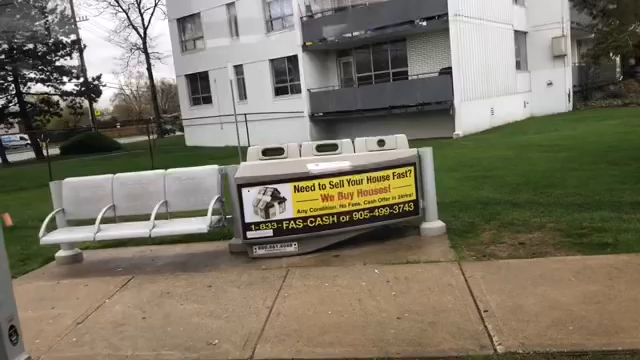 Need to Sell Your House Fast?
We Buy Houses!
Any Condition. No Fees. Cash Offer in 24hrs!
1-833-FAS-CASH or 905-499-3743